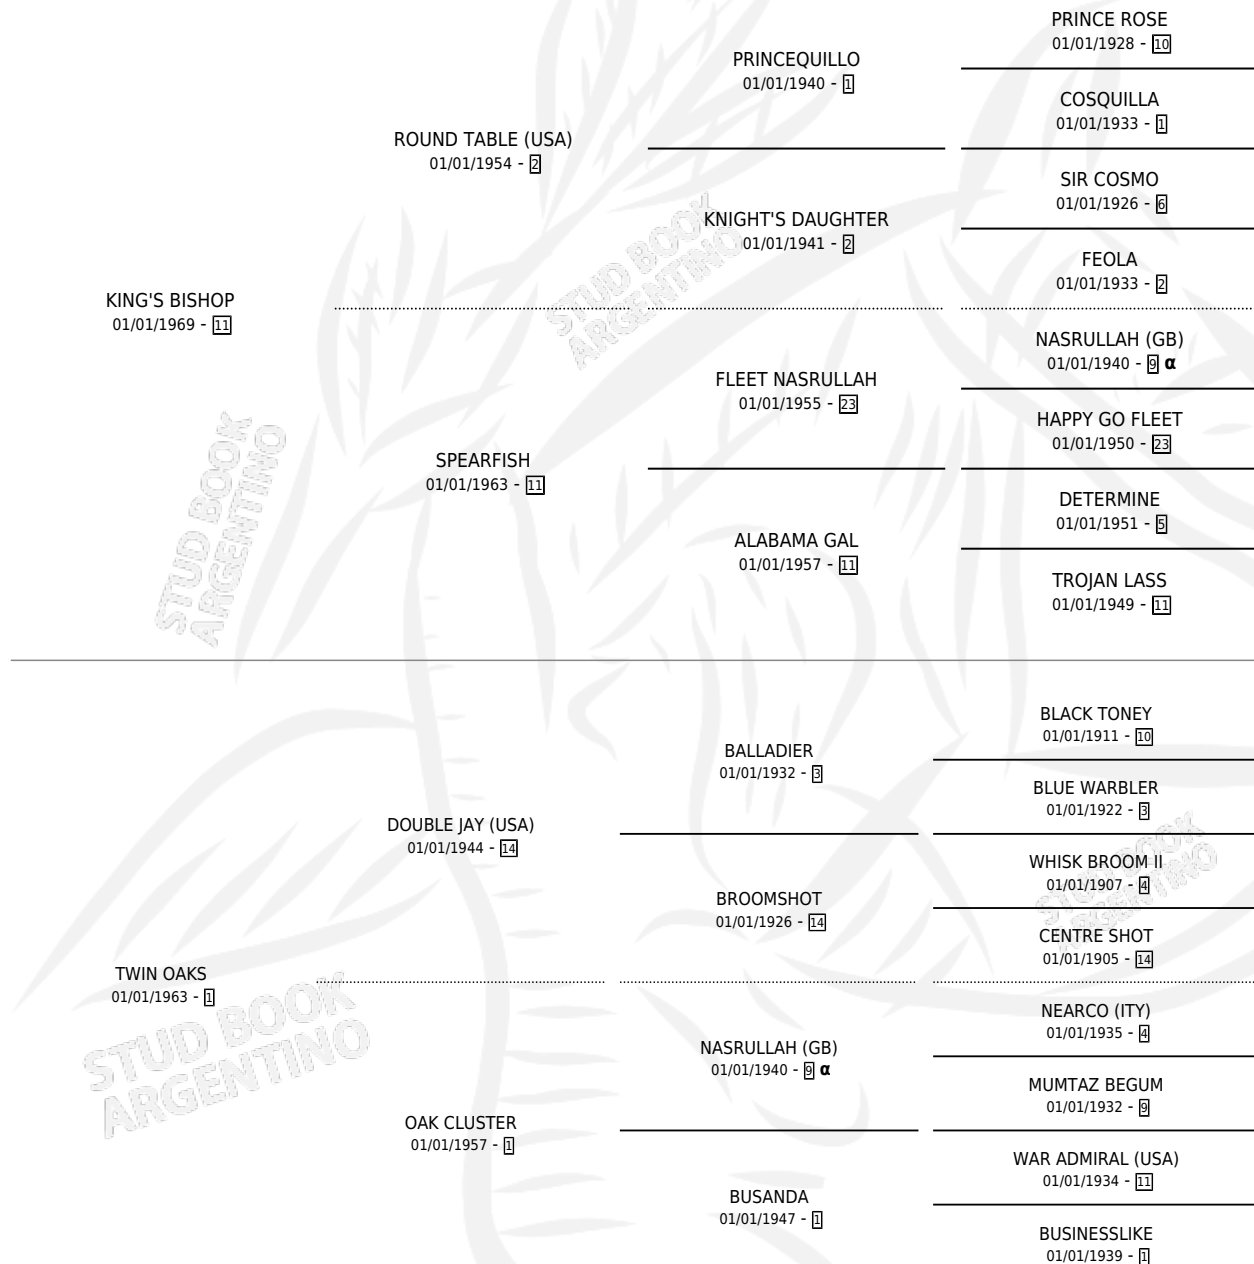 PRINCE ROSE
01/01/1928 - 10
PRINCEQUILLO
01/01/1940 - 1
COSQUILLA
01/01/1933 - 1
ROUND TABLE (USA)
01/01/1954 - 2
SIR COSMO
01/01/1926 - 6
KNIGHT'S DAUGHTER
01/01/1941 - 2
FEOLA
01/01/1933 - 2
KING'S BISHOP
01/01/1969 - 11
NASRULLAH (GB)
01/01/1940 - 9 α
FLEET NASRULLAH
01/01/1955 - 23
HAPPY GO FLEET
01/01/1950 - 23
SPEARFISH
01/01/1963 - 11
DETERMINE
01/01/1951 - 5
ALABAMA GAL
01/01/1957 - 11
TROJAN LASS
01/01/1949 - 11
BLACK TONEY
01/01/1911 - 10
BALLADIER
01/01/1932 - 3
BLUE WARBLER
01/01/1922 - 3
DOUBLE JAY (USA)
01/01/1944 - 14
WHISK BROOM II
01/01/1907 - 4
BROOMSHOT
01/01/1926 - 14
CENTRE SHOT
01/01/1905 - 14
TWIN OAKS
01/01/1963 - 1
NEARCO (ITY)
01/01/1935 - 4
NASRULLAH (GB)
01/01/1940 - 9 α
MUMTAZ BEGUM
01/01/1932 - 9
OAK CLUSTER
01/01/1957 - 1
WAR ADMIRAL (USA)
01/01/1934 - 11
BUSANDA
01/01/1947 - 1
BUSINESSLIKE
01/01/1939 - 1
STUD BOOK
ARGENTINO
STUD BOOK
ARGENTINO
STUD BOOK
ARGENTINO
STUD BOOK
ARGENTINO